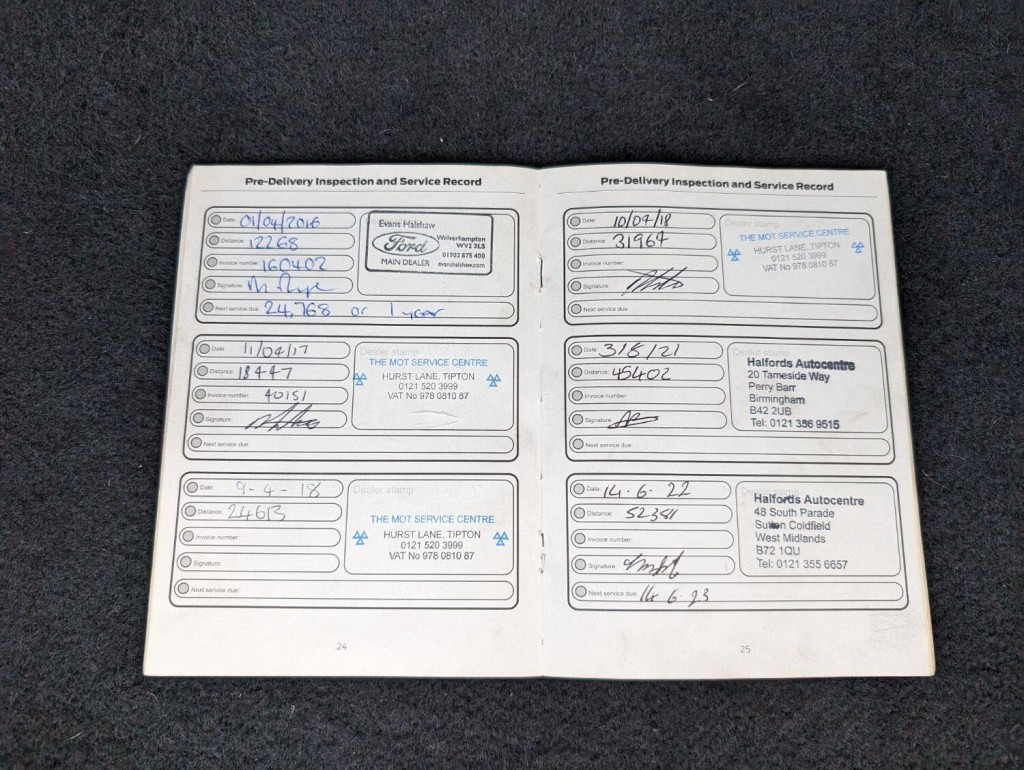 Pre-Delivery Inspection and Service Record
Date: 01/04/2016
Distance: 12268
Invoice number: 160402
Signature:
Next service due: 24,768 or 1 year
Evans Halshaw
Ford
Wolverhampton
WV2 3LS
01902 875 400
MAIN DEALER evanshalshaw.com
Date: 11/04/17
Distance: 18447
Invoice number: 40151
Signature:
Next service due:
Dealer stamp
THE MOT SERVICE CENTRE
HURST LANE, TIPTON
0121 520 3999
VAT No 978 0810 87
Date: 9-4-18
Distance:
Invoice number:
Signature:
Next service due:
Dealer stamp
THE MOT SERVICE CENTRE
HURST LANE, TIPTON
0121 520 3999
VAT No 978 0810 87
24
Pre-Delivery Inspection and Service Record
Date: 10/04/18
Distance: 31964
Invoice number:
Signature:
Next service due:
Dealer stamp
THE MOT SERVICE CENTRE
HURST LANE, TIPTON
0121 520 3999
VAT No 978 0810 87
Date: 318/21
Distance: 45402
Invoice number:
Signature:
Next service due:
Dealer stamp
Halfords Autocentre
20 Tameside Way
Perry Barr
Birmingham
B42 2UB
Tel: 0121 356 9515
Date: 14.6.22
Distance:
Invoice number:
Signature:
Next service due: 14.6.23
Halfords Autocentre
48 South Parade
Sutton Coldfield
West Midlands
B72 1QU
Tel: 0121 355 6657
25